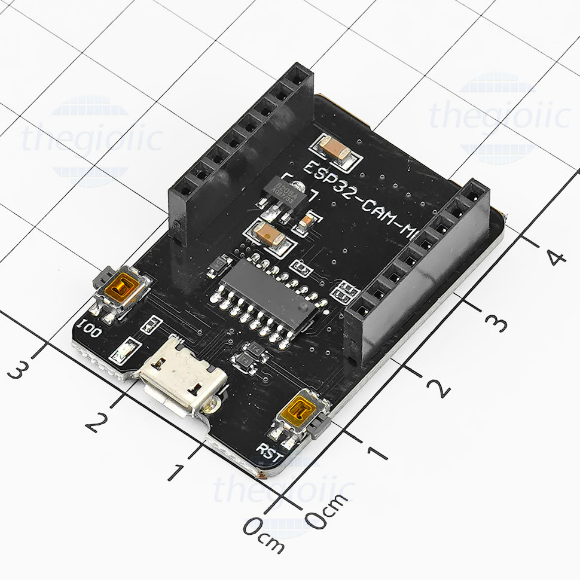 thegioiic
thegioiic
ESP32-CAM-M
IO0
RST
4
3
2
1
0cm
3
2
1
0cm
thegioiic